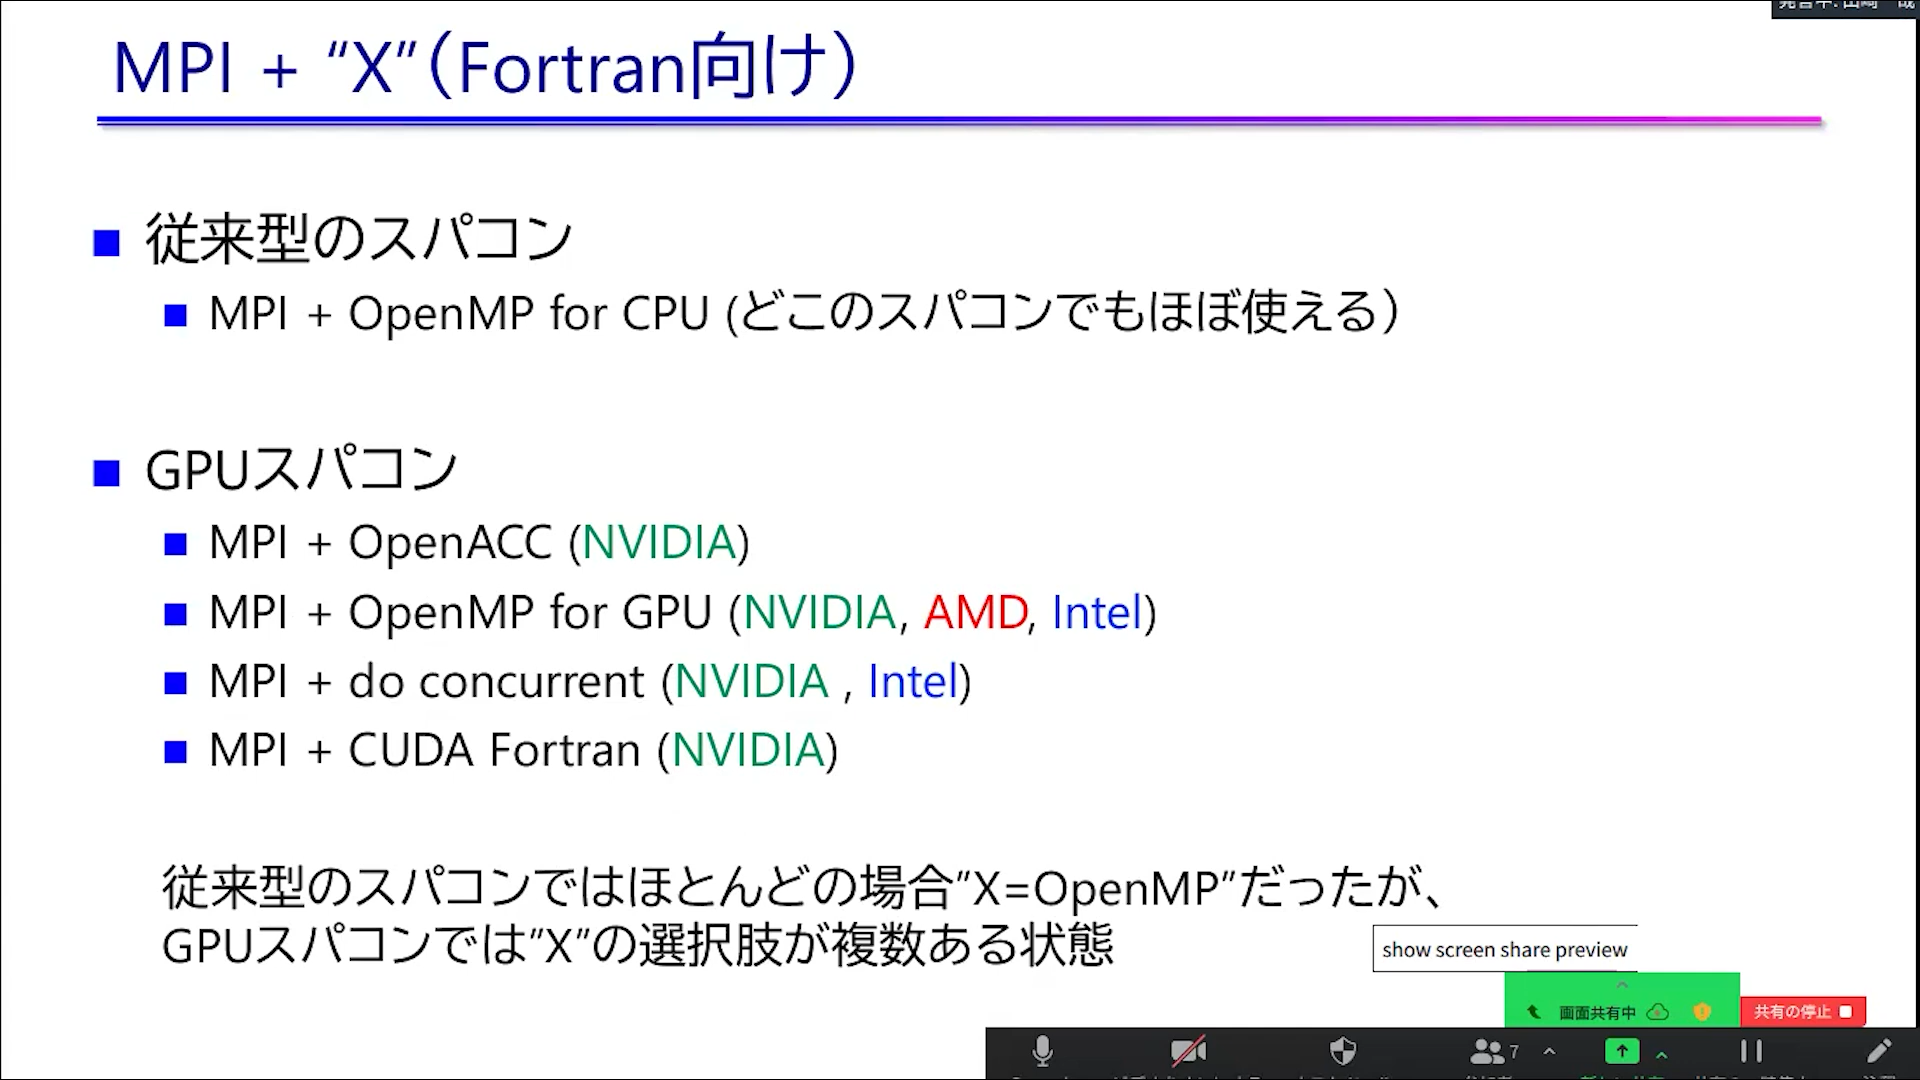 MPI + “X”（Fortran向け）
従来型のスパコン
MPI + OpenMP for CPU (どこのスパコンでもほぼ使える）
GPUスパコン
MPI + OpenACC (NVIDIA)
MPI + OpenMP for GPU (NVIDIA, AMD, Intel)
MPI + do concurrent (NVIDIA , Intel)
MPI + CUDA Fortran (NVIDIA)
従来型のスパコンではほとんどの場合”X=OpenMP”だったが、
GPUスパコンでは”X”の選択肢が複数ある状態
show screen share preview
画面共有中
共有の停止
7